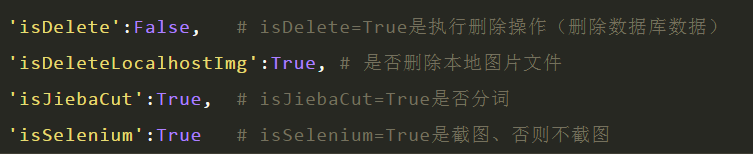 'isDelete':False,   # isDelete=True是执行删除操作（删除数据库数据）
'isDeleteLocalhostImg':True, # 是否删除本地图片文件
'isJiebaCut':True,  # isJiebaCut=True是否分词
'isSelenium':True   # isSelenium=True是截图、否则不截图